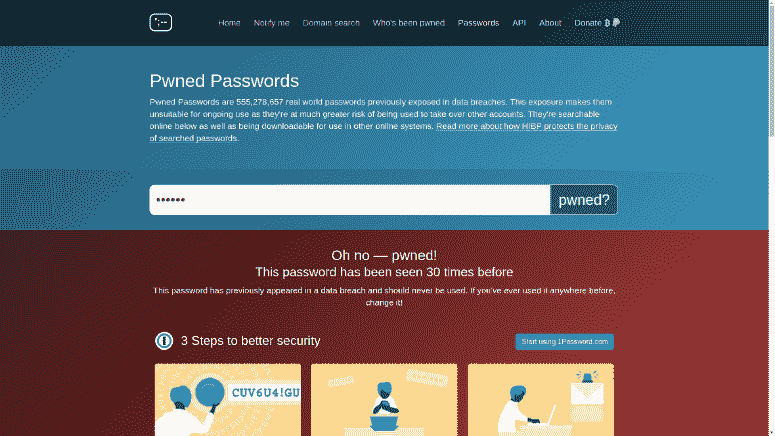 Home Notify me Domain search Who's been pwned Passwords API About Donate
Pwned Passwords
Pwned Passwords are 555,278,657 real world passwords previously exposed in data breaches. This exposure makes them
unsuitable for ongoing use as they're at much greater risk of being used to take over other accounts. They're searchable
online below as well as being downloadable for use in other online systems. Read more about how HIBP protects the privacy
of searched passwords.
••••••
pwned?
Oh no — pwned!
This password has been seen 30 times before
This password has previously appeared in a data breach and should never be used. If you've ever used it anywhere before,
change it!
3 Steps to better security
Start using 1Password.com
CUV6U4!GU